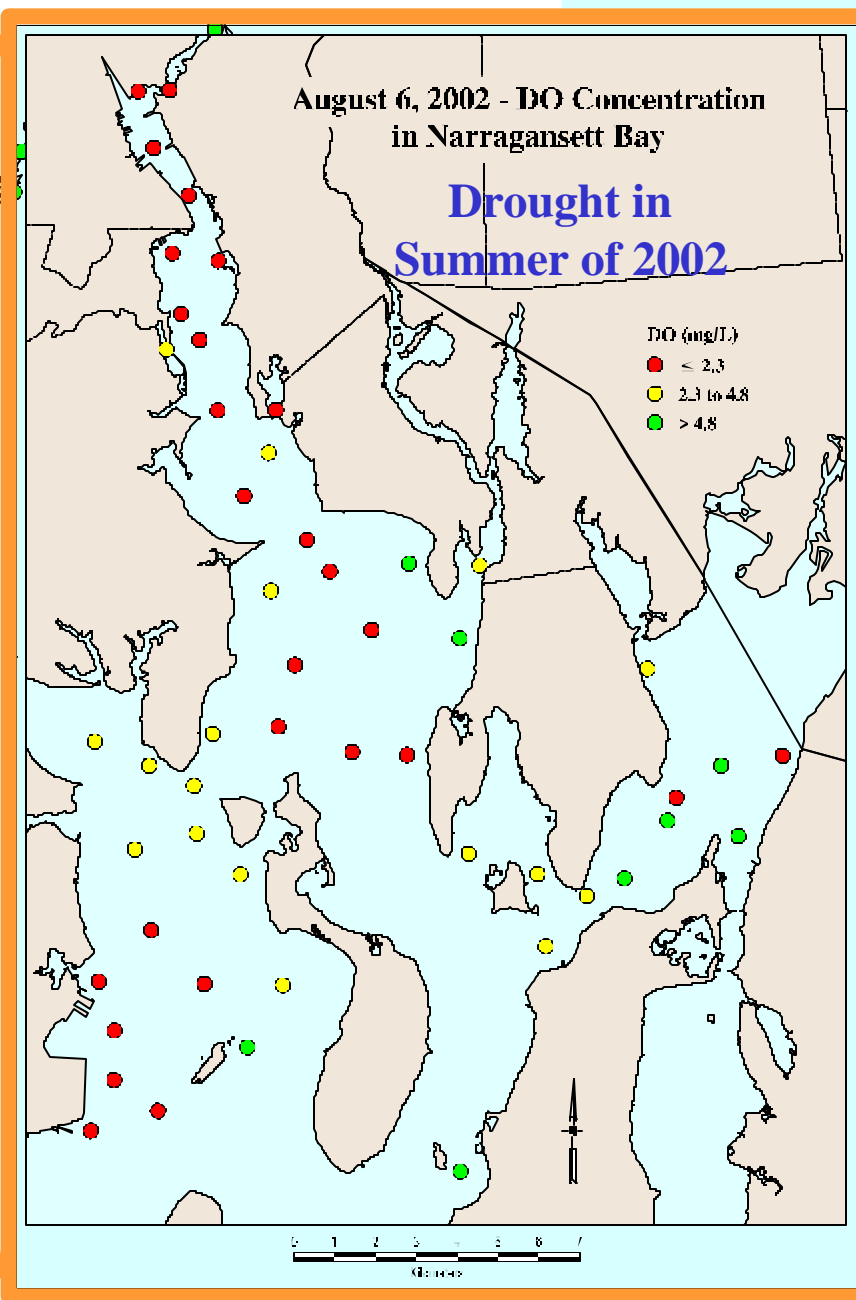 August 6, 2002 - DO Concentration
in Narragansett Bay
Drought in
Summer of 2002
DO (mg/L)
≤ 2.3
2.3 to 4.8
> 4.8
0 1 2 3 4 5 6 7
Kilometers